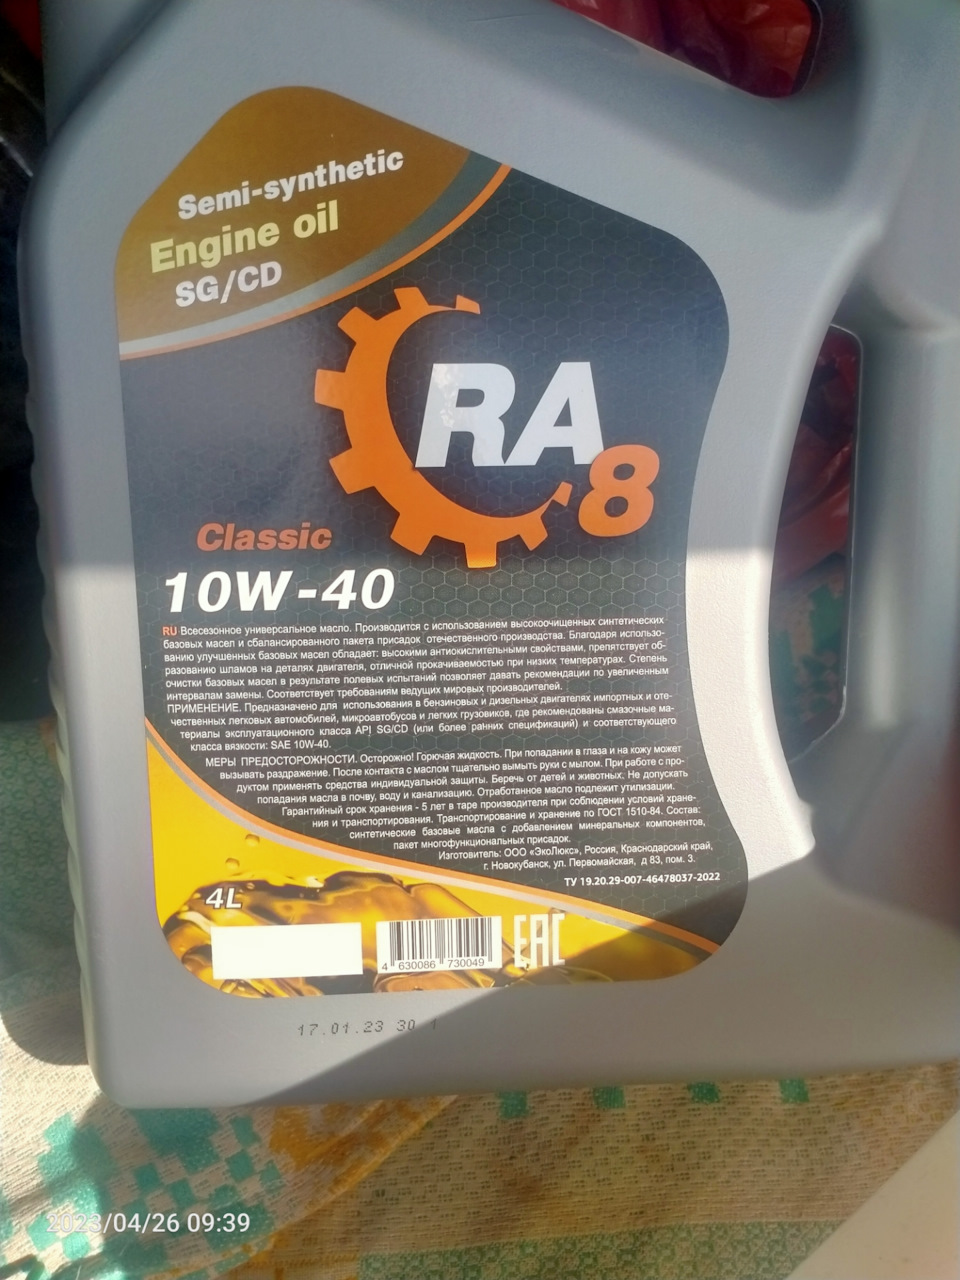 Semi-synthetic
Engine oil
SG/CD
RA
8
Classic
10W-40
RU Всесезонное универсальное масло. Производится с использованием высокоочищенных синтетических
базовых масел и сбалансированного пакета присадок отечественного производства. Благодаря использо-
ванию улучшенных базовых масел обладает: высокими антиокислительными свойствами, препятствует об-
разованию шламов на деталях двигателя, отличной прокачиваемостью при низких температурах. Степень
очистки базовых масел в результате полевых испытаний позволяет давать рекомендации по увеличенным
интервалам замены. Соответствует требованиям ведущих мировых производителей.
ПРИМЕНЕНИЕ. Предназначено для использования в бензиновых и дизельных двигателях импортных и оте-
чественных легковых автомобилей, микроавтобусов и легких грузовиков, где рекомендованы смазочные ма-
териалы эксплуатационного класса API SG/CD (или более ранних спецификаций) и соответствующего
класса вязкости: SAE 10W-40.
МЕРЫ ПРЕДОСТОРОЖНОСТИ. Осторожно! Горючая жидкость. При попадании в глаза и на кожу может
вызывать раздражение. После контакта с маслом тщательно вымыть руки с мылом. При работе с про-
дуктом применять средства индивидуальной защиты. Беречь от детей и животных. Не допускать
попадания масла в почву, воду и канализацию. Отработанное масло подлежит утилизации.
Гарантийный срок хранения - 5 лет в таре производителя при соблюдении условий хране-
ния и транспортирования. Транспортирование и хранение по ГОСТ 1510-84. Состав:
синтетические базовые масла с добавлением минеральных компонентов,
пакет многофункциональных присадок.
Изготовитель: ООО «ЭкоЛюкс», Россия, Краснодарский край,
г. Новокубанск, ул. Первомайская, д 83, пом. 3.
ТУ 19.20.29-007-46478037-2022
4L
4 630086 730049
EAC
17.01.23 30 1
2023/04/26 09:39